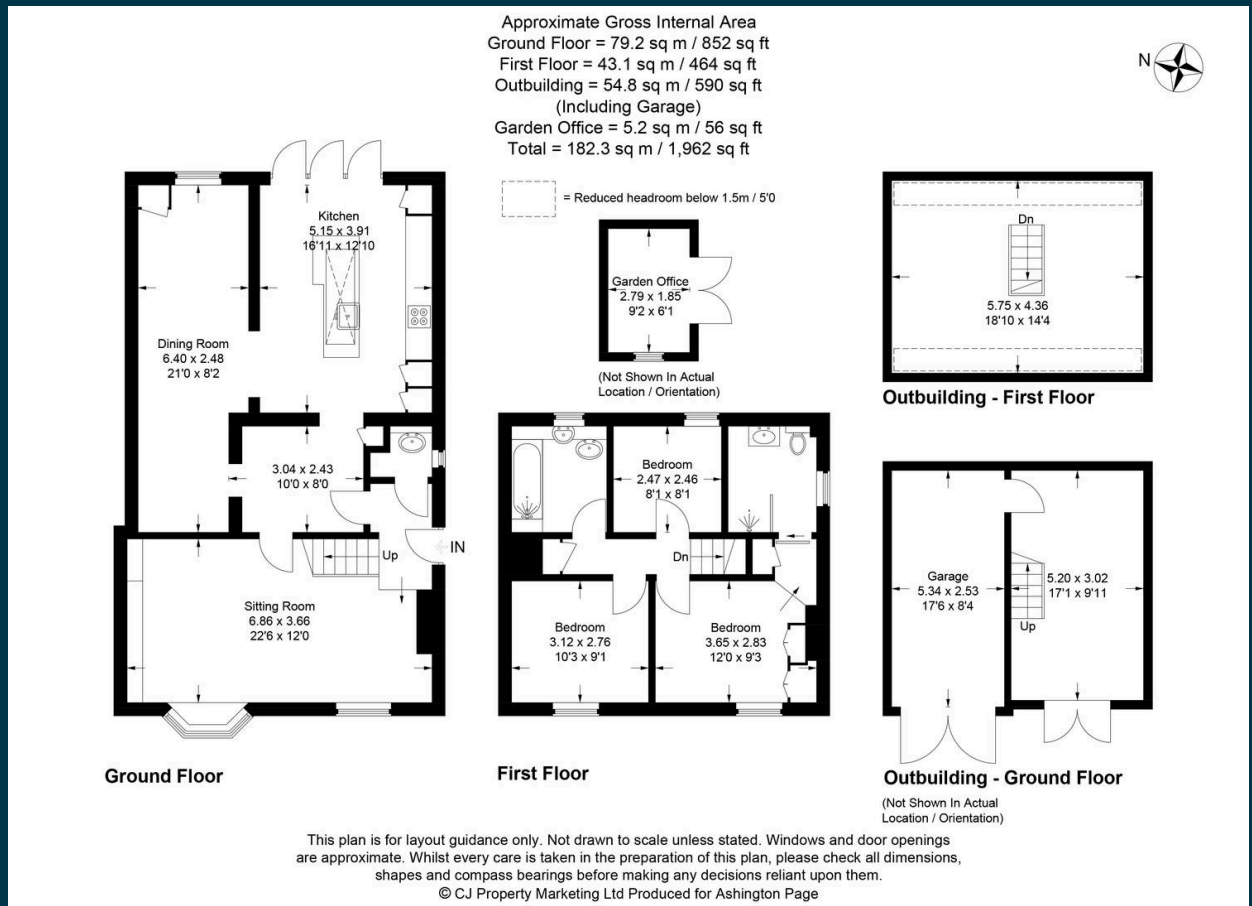 Approximate Gross Internal Area
Ground Floor = 79.2 sq m / 852 sq ft
First Floor = 43.1 sq m / 464 sq ft
Outbuilding = 54.8 sq m / 590 sq ft
(Including Garage)
Garden Office = 5.2 sq m / 56 sq ft
Total = 182.3 sq m / 1,962 sq ft
N
= Reduced headroom below 1.5m / 5'0
Kitchen
5.15 x 3.91
16'11 x 12'10
Dining Room
6.40 x 2.48
21'0 x 8'2
3.04 x 2.43
10'0 x 8'0
IN
Up
Sitting Room
6.86 x 3.66
22'6 x 12'0
Ground Floor
Garden Office
2.79 x 1.85
9'2 x 6'1
(Not Shown In Actual
Location / Orientation)
Bedroom
2.47 x 2.46
8'1 x 8'1
Dn
Bedroom
3.12 x 2.76
10'3 x 9'1
Bedroom
3.65 x 2.83
12'0 x 9'3
First Floor
Dn
5.75 x 4.36
18'10 x 14'4
Outbuilding - First Floor
Garage
5.34 x 2.53
17'6 x 8'4
5.20 x 3.02
17'1 x 9'11
Up
Outbuilding - Ground Floor
(Not Shown In Actual
Location / Orientation)
This plan is for layout guidance only. Not drawn to scale unless stated. Windows and door openings
are approximate. Whilst every care is taken in the preparation of this plan, please check all dimensions,
shapes and compass bearings before making any decisions reliant upon them.
© CJ Property Marketing Ltd Produced for Ashington Page